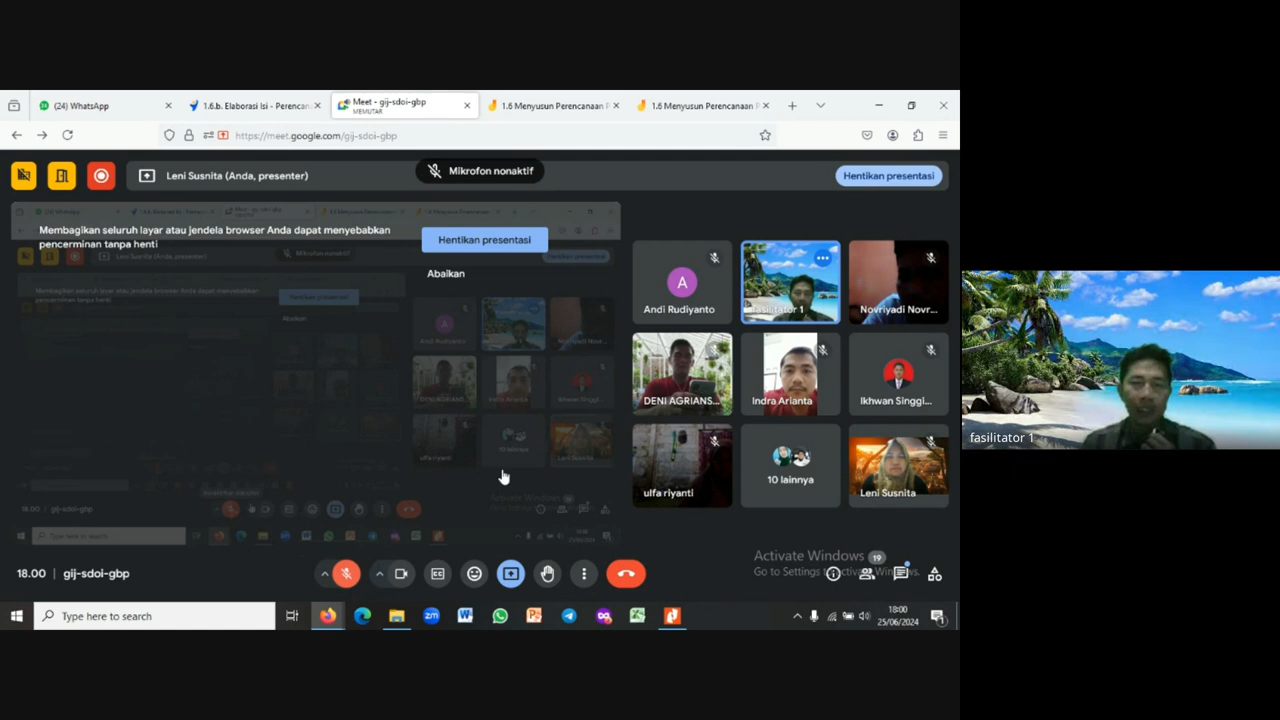 (24) WhatsApp
1.6.b. Elaborasi Isi - Perencan
Meet - gij-sdoi-gbp
MEMUTAR
1.6 Menyusun Perencanaan P
1.6 Menyusun Perencanaan P
https://meet.google.com/gij-sdoi-gbp
Leni Susnita (Anda, presenter)
Mikrofon nonaktif
Hentikan presentasi
Membagikan seluruh layar atau jendela browser Anda dapat menyebabkan
pencerminan tanpa henti
Hentikan presentasi
Abaikan
A
Andi Rudiyanto
fasilitator 1
Novriyadi Novr...
DENI AGRIANS...
Indra Arianta
Ikhwan Singgi...
ulfa riyanti
10 lainnya
Leni Susnita
fasilitator 1
Activate Windows
Go to Settings to activate Windows.
19
18.00 | gij-sdoi-gbp
Type here to search
18:00
25/06/2024